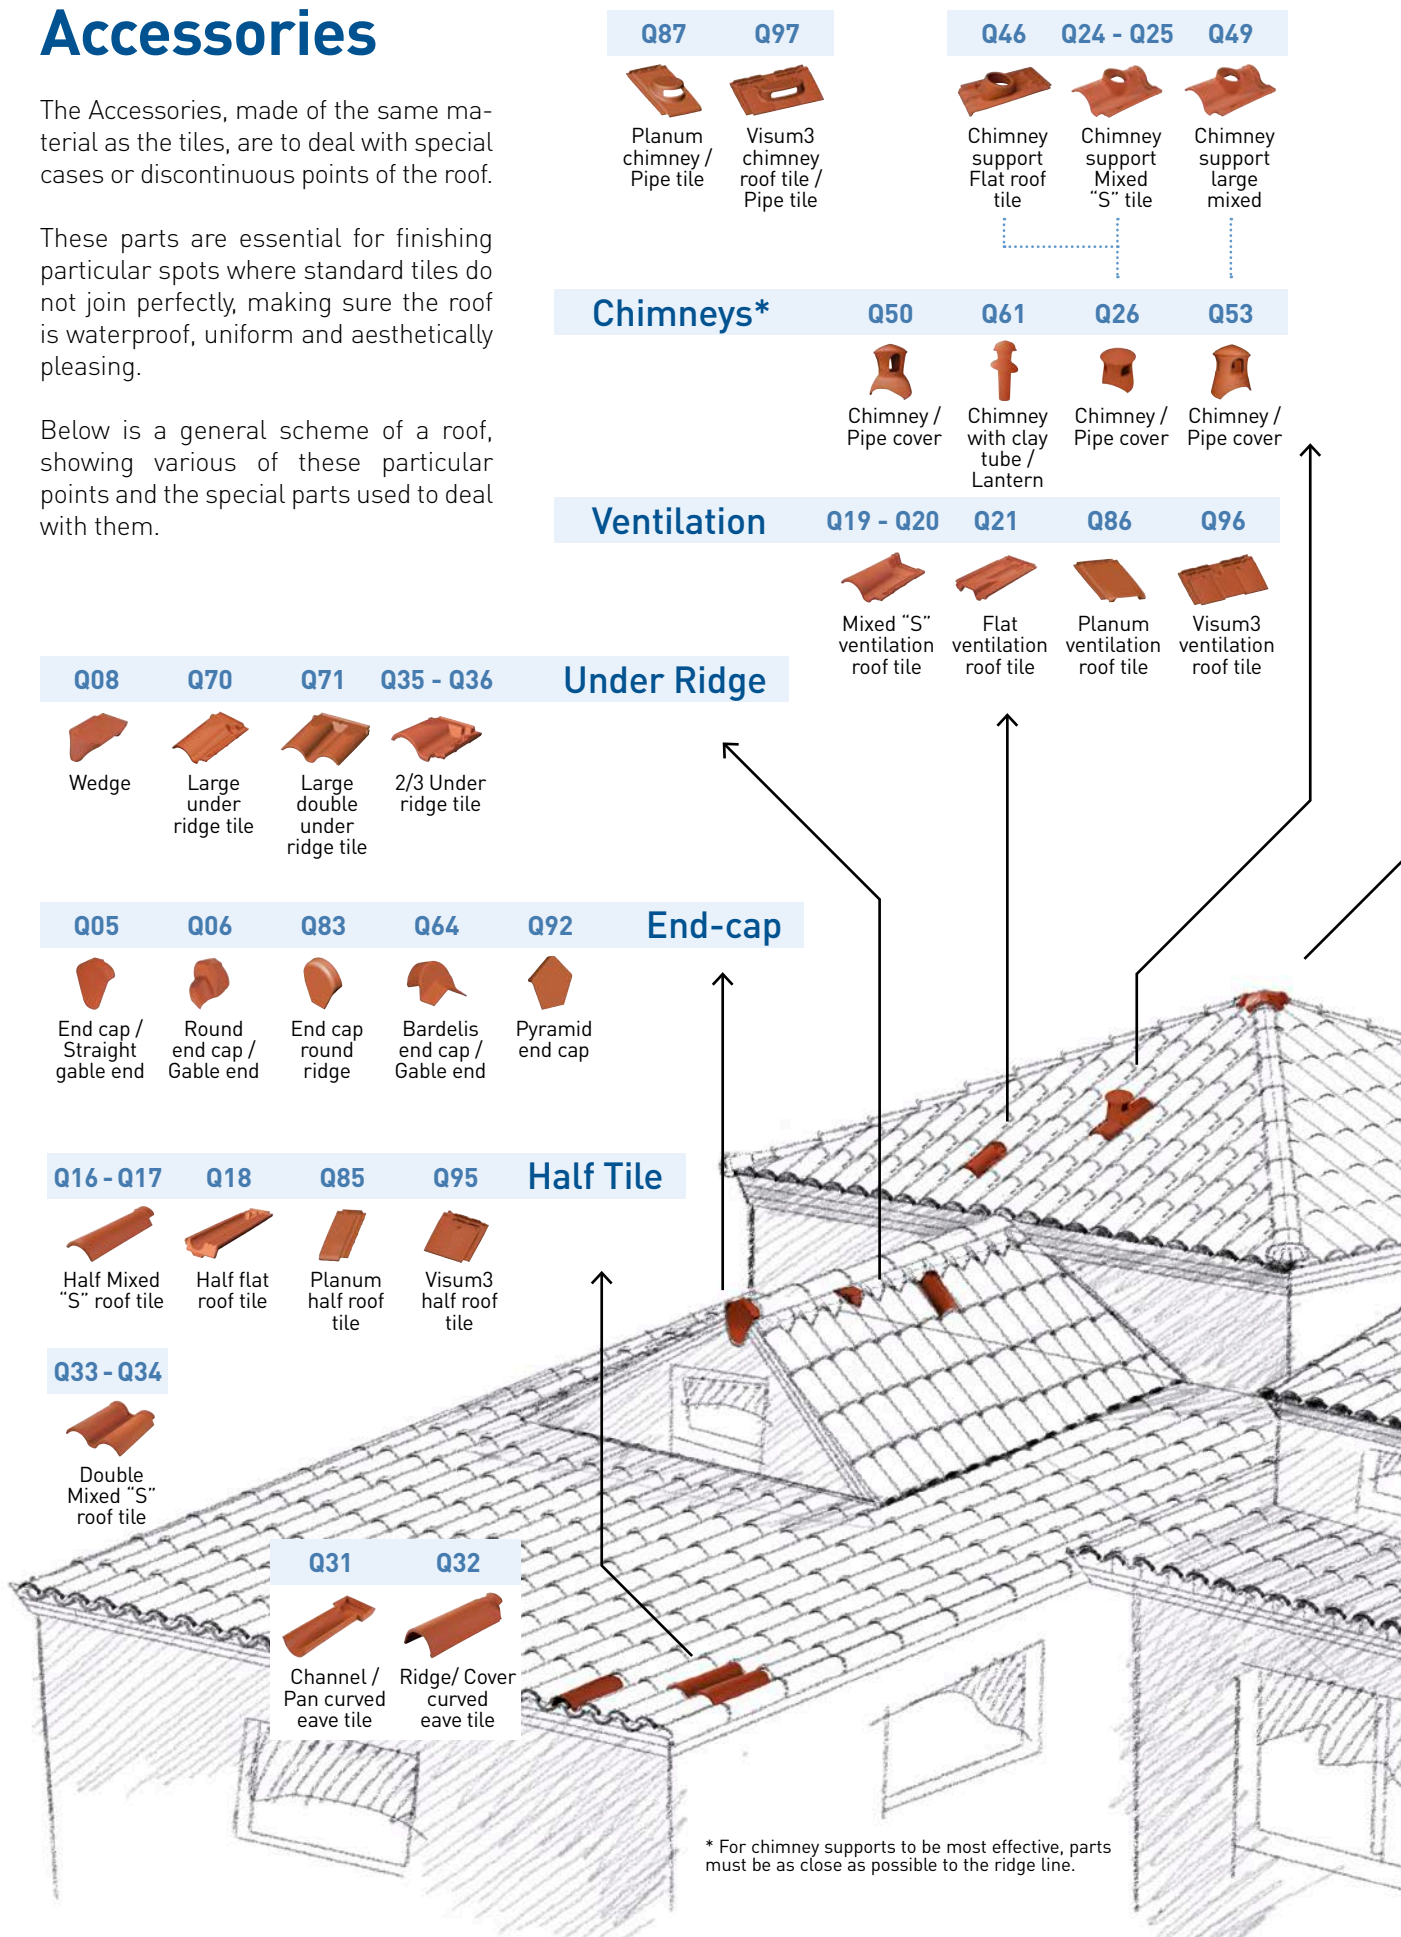 Accessories
The Accessories, made of the same ma-
terial as the tiles, are to deal with special
cases or discontinuous points of the roof.
These parts are essential for finishing
particular spots where standard tiles do
not join perfectly, making sure the roof
is waterproof, uniform and aesthetically
pleasing.
Below is a general scheme of a roof,
showing various of these particular
points and the special parts used to deal
with them.
Q87
Planum
chimney /
Pipe tile
Q97
Visum3
chimney
roof tile /
Pipe tile
Q46
Chimney
support
Flat roof
tile
Q24 - Q25
Chimney
support
Mixed
“S” tile
Q49
Chimney
support
large
mixed
Chimneys*
Q50
Chimney /
Pipe cover
Q61
Chimney
with clay
tube /
Lantern
Q26
Chimney /
Pipe cover
Q53
Chimney /
Pipe cover
Ventilation
Q19 - Q20
Mixed “S”
ventilation
roof tile
Q21
Flat
ventilation
roof tile
Q86
Planum
ventilation
roof tile
Q96
Visum3
ventilation
roof tile
Under Ridge
Q08
Wedge
Q70
Large
under
ridge tile
Q71
Large
double
under
ridge tile
Q35 - Q36
2/3 Under
ridge tile
End-cap
Q05
End cap /
Straight
gable end
Q06
Round
end cap /
Gable end
Q83
End cap
round
ridge
Q64
Bardelis
end cap /
Gable end
Q92
Pyramid
end cap
Half Tile
Q16 - Q17
Half Mixed
“S” roof tile
Q18
Half flat
roof tile
Q85
Planum
half roof
tile
Q95
Visum3
half roof
tile
Q33 - Q34
Double
Mixed “S”
roof tile
Q31
Channel /
Pan curved
eave tile
Q32
Ridge/ Cover
curved
eave tile
* For chimney supports to be most effective, parts
must be as close as possible to the ridge line.